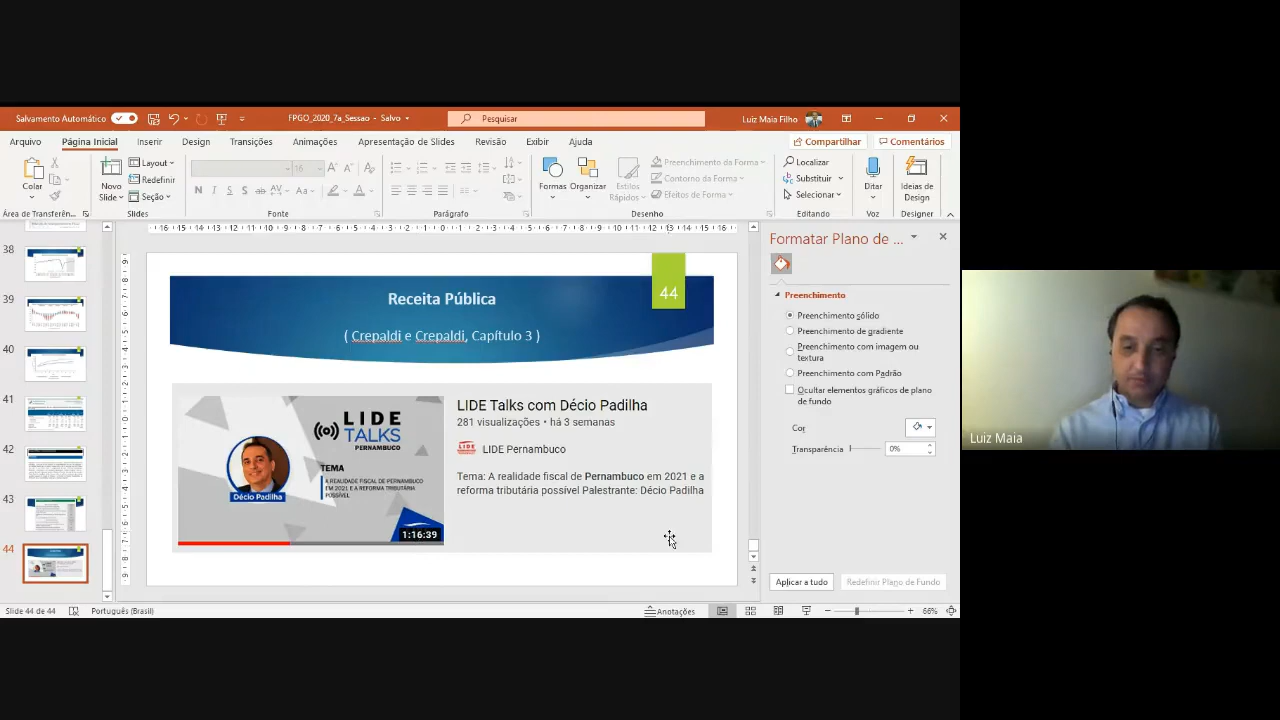 Salvamento Automático
FPGO_2020_7a_Sessao - Salvo
Pesquisar
Luiz Maia Filho
Arquivo
Página Inicial
Inserir
Design
Transições
Animações
Apresentação de Slides
Revisão
Exibir
Ajuda
Compartilhar
Comentários
Colar
Novo
Slide
Layout
Redefinir
Seção
16
N I S S ab AV Aa A
Formas
Organizar
Estilos
Rápidos
Preenchimento da Forma
Contorno da Forma
Efeitos de Forma
Localizar
Substituir
Selecionar
Ditar
Ideias de
Design
Área de Transferên...
Slides
Fonte
Parágrafo
Desenho
Editando
Voz
Designer
38
39
40
41
42
43
44
Receita Pública
44
( Crepaldi e Crepaldi, Capítulo 3 )
LIDE
TALKS
PERNAMBUCO
TEMA
A REALIDADE FISCAL DE PERNAMBUCO
EM 2021 E A REFORMA TRIBUTÁRIA
POSSÍVEL
Décio Padilha
1:16:39
LIDE Talks com Décio Padilha
281 visualizações • há 3 semanas
LIDE LIDE Pernambuco
Tema: A realidade fiscal de Pernambuco em 2021 e a
reforma tributária possível Palestrante: Décio Padilha
Formatar Plano de ...
Preenchimento
Preenchimento sólido
Preenchimento de gradiente
Preenchimento com imagem ou
textura
Preenchimento com Padrão
Ocultar elementos gráficos de plano
de fundo
Cor
Transparência
0%
Aplicar a tudo
Redefinir Plano de Fundo
Slide 44 de 44
Português (Brasil)
Anotações
66%
Luiz Maia